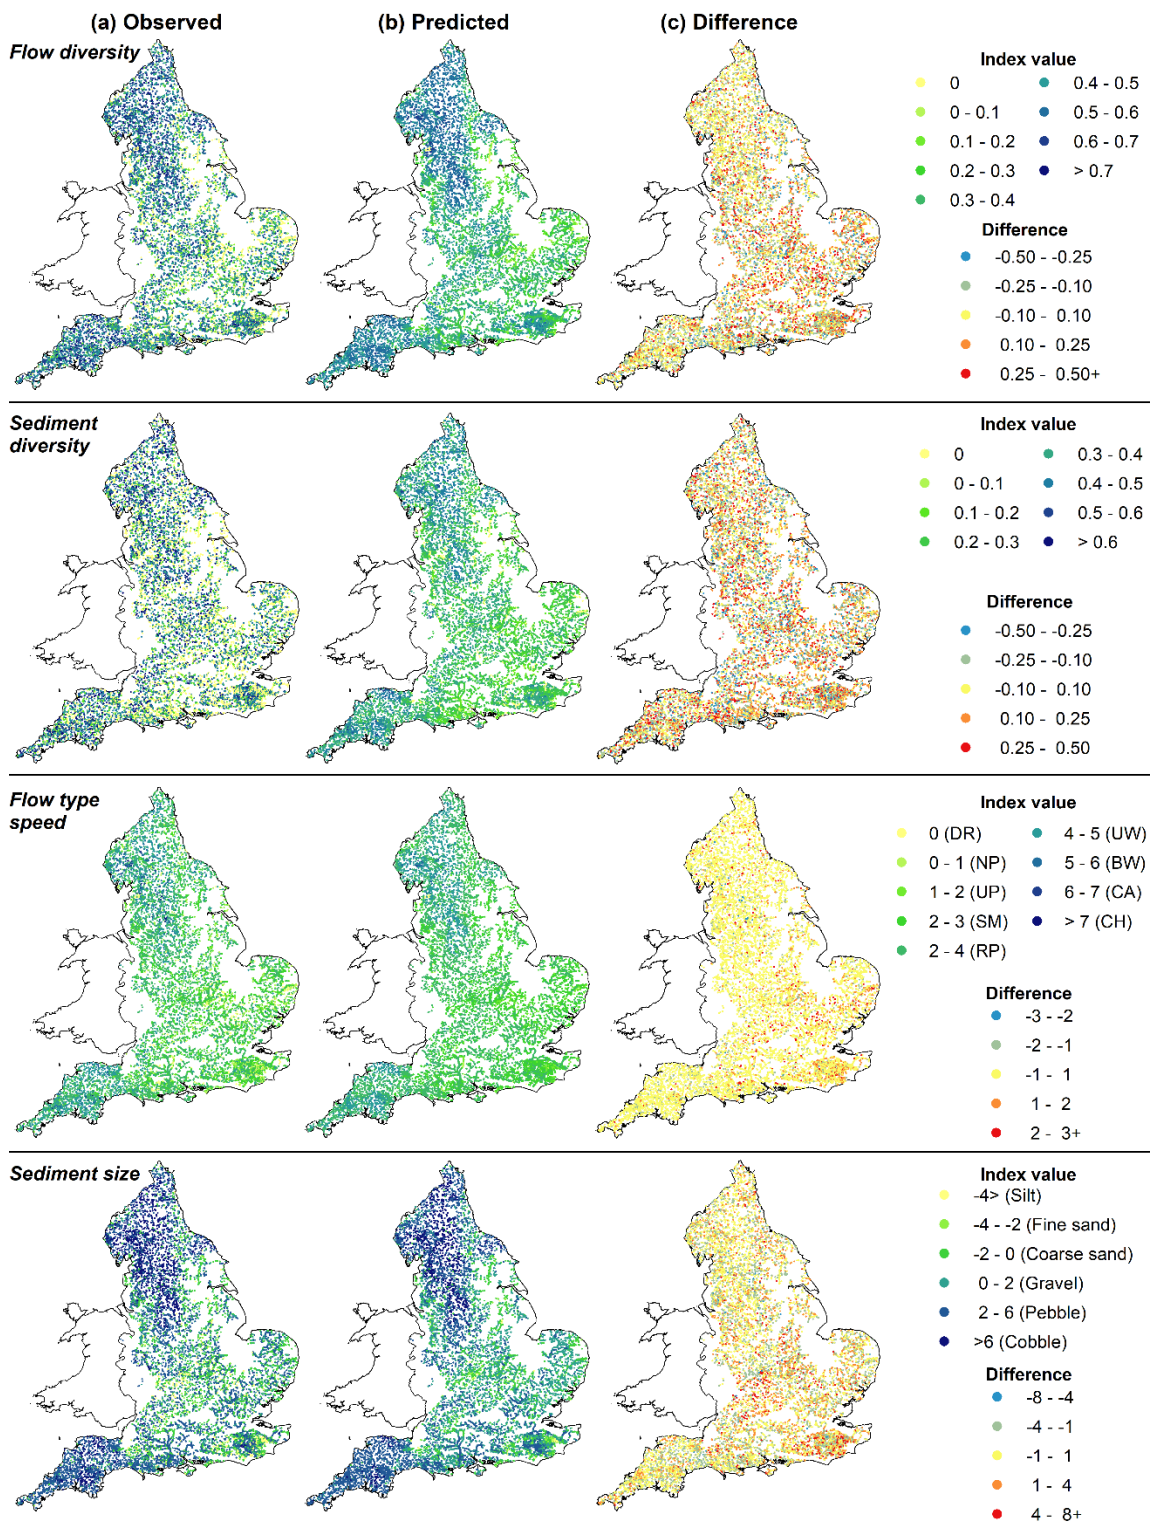 (a) Observed
(b) Predicted
(c) Difference
Flow diversity
Index value
0
0 - 0.1
0.1 - 0.2
0.2 - 0.3
0.3 - 0.4
0.4 - 0.5
0.5 - 0.6
0.6 - 0.7
> 0.7
Difference
-0.50 - -0.25
-0.25 - -0.10
-0.10 - 0.10
0.10 - 0.25
0.25 - 0.50+
Sediment
diversity
Index value
0
0 - 0.1
0.1 - 0.2
0.2 - 0.3
0.3 - 0.4
0.4 - 0.5
0.5 - 0.6
> 0.6
Difference
-0.50 - -0.25
-0.25 - -0.10
-0.10 - 0.10
0.10 - 0.25
0.25 - 0.50
Flow type
speed
Index value
0 (DR)
0 - 1 (NP)
1 - 2 (UP)
2 - 3 (SM)
2 - 4 (RP)
4 - 5 (UW)
5 - 6 (BW)
6 - 7 (CA)
> 7 (CH)
Difference
-3 - -2
-2 - -1
-1 - 1
1 - 2
2 - 3+
Sediment size
Index value
-4> (Silt)
-4 - -2 (Fine sand)
-2 - 0 (Coarse sand)
0 - 2 (Gravel)
2 - 6 (Pebble)
>6 (Cobble)
Difference
-8 - -4
-4 - -1
-1 - 1
1 - 4
4 - 8+